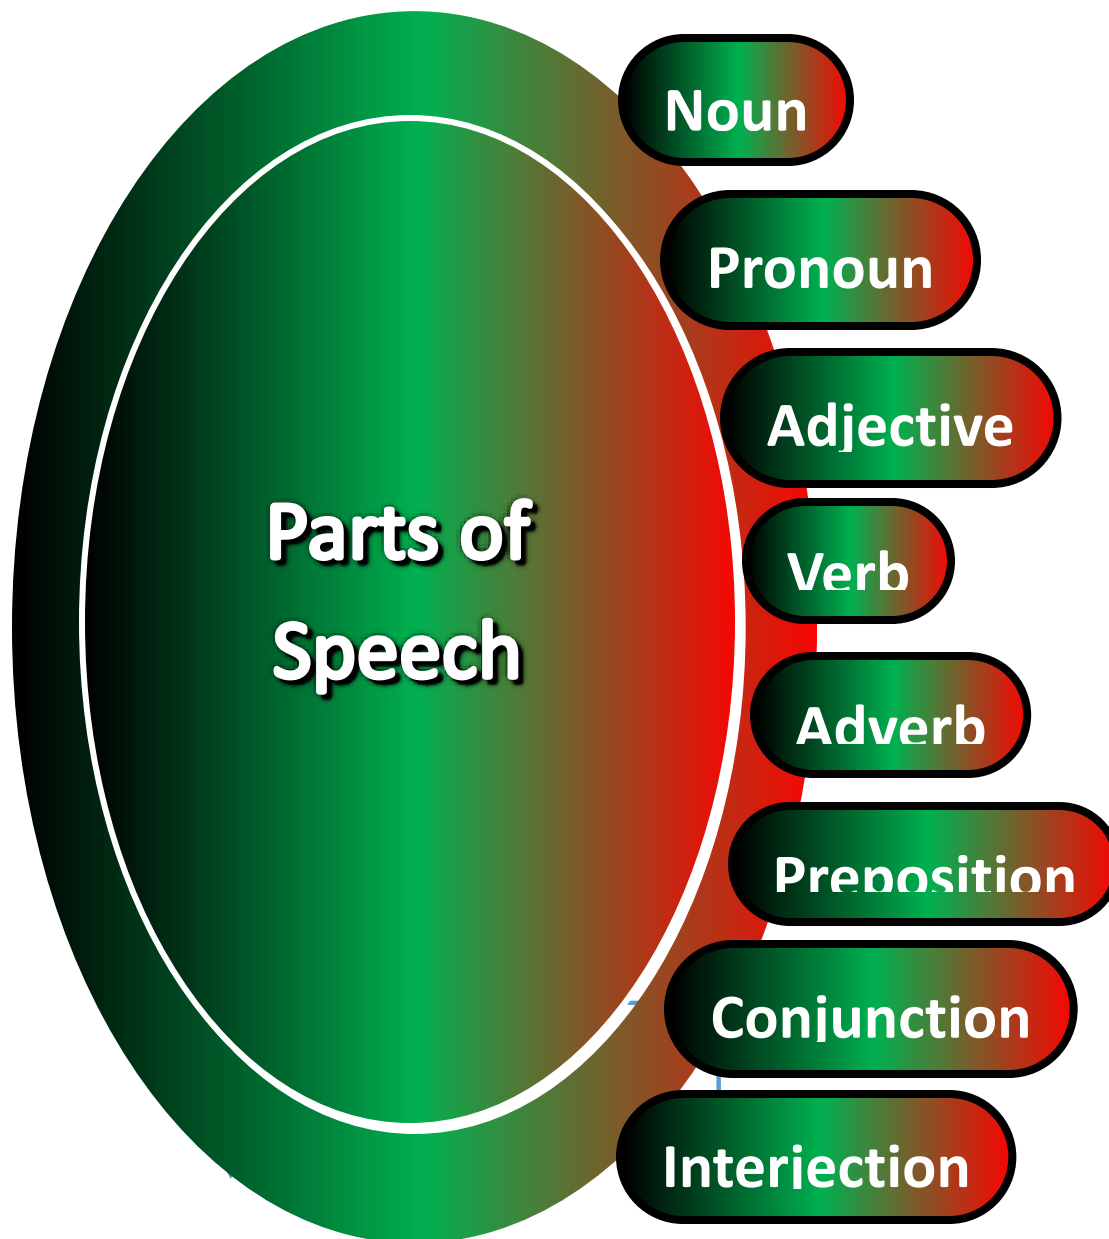 Noun
Pronoun
Adjective
Verb
Adverb
Preposition
Conjunction
Interjection
Parts of
Speech